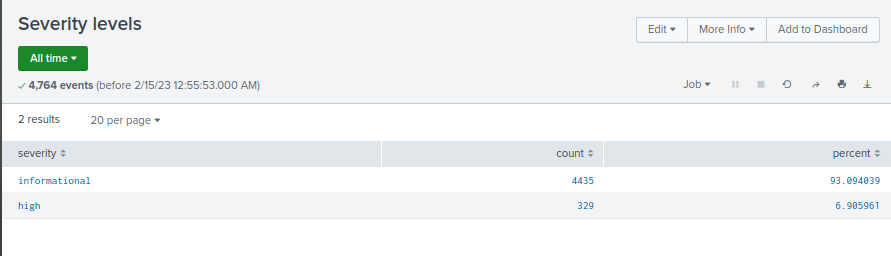 Severity levels
Edit More Info Add to Dashboard
All time
4,764 events (before 2/15/23 12:55:53.000 AM)
Job
2 results 20 per page
severity count percent
informational 4435 93.094039
high 329 6.905961